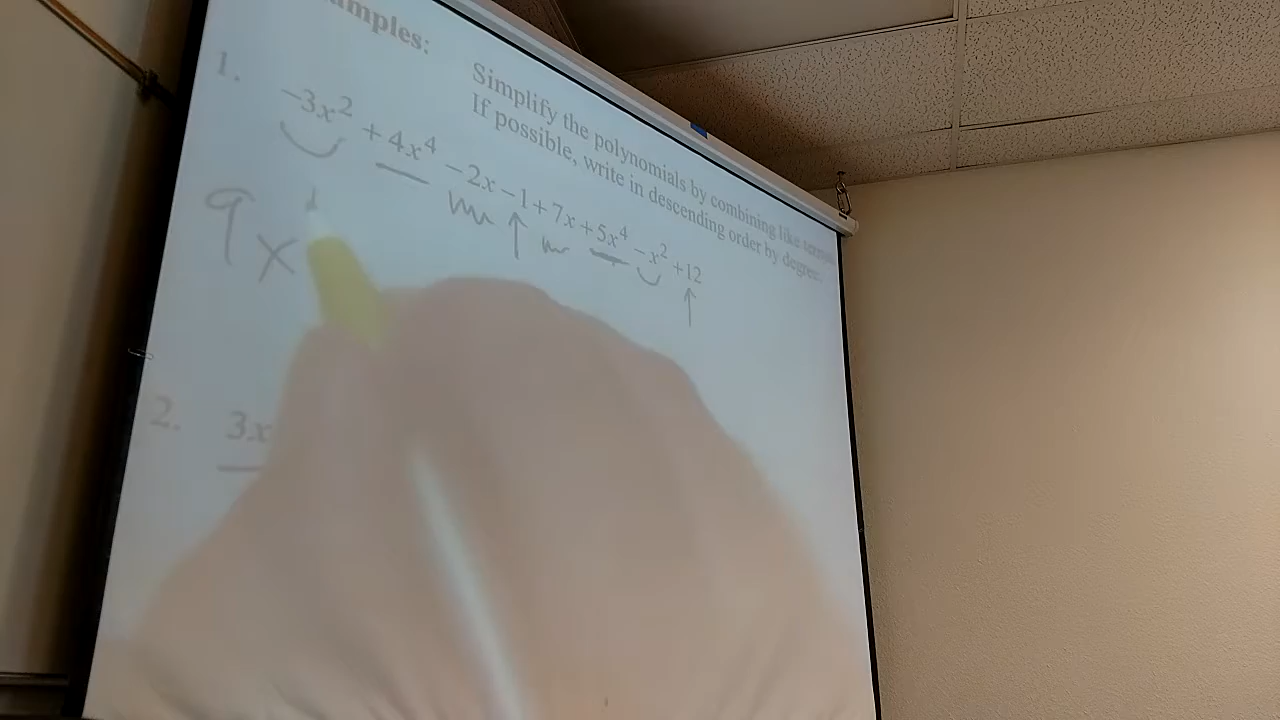 amples:
Simplify the polynomials by combining like terms
If possible, write in descending order by degree.
1. −3x² + 4x⁴ − 2x − 1 + 7x + 5x⁴ − x² + 12
9x
2. 3x